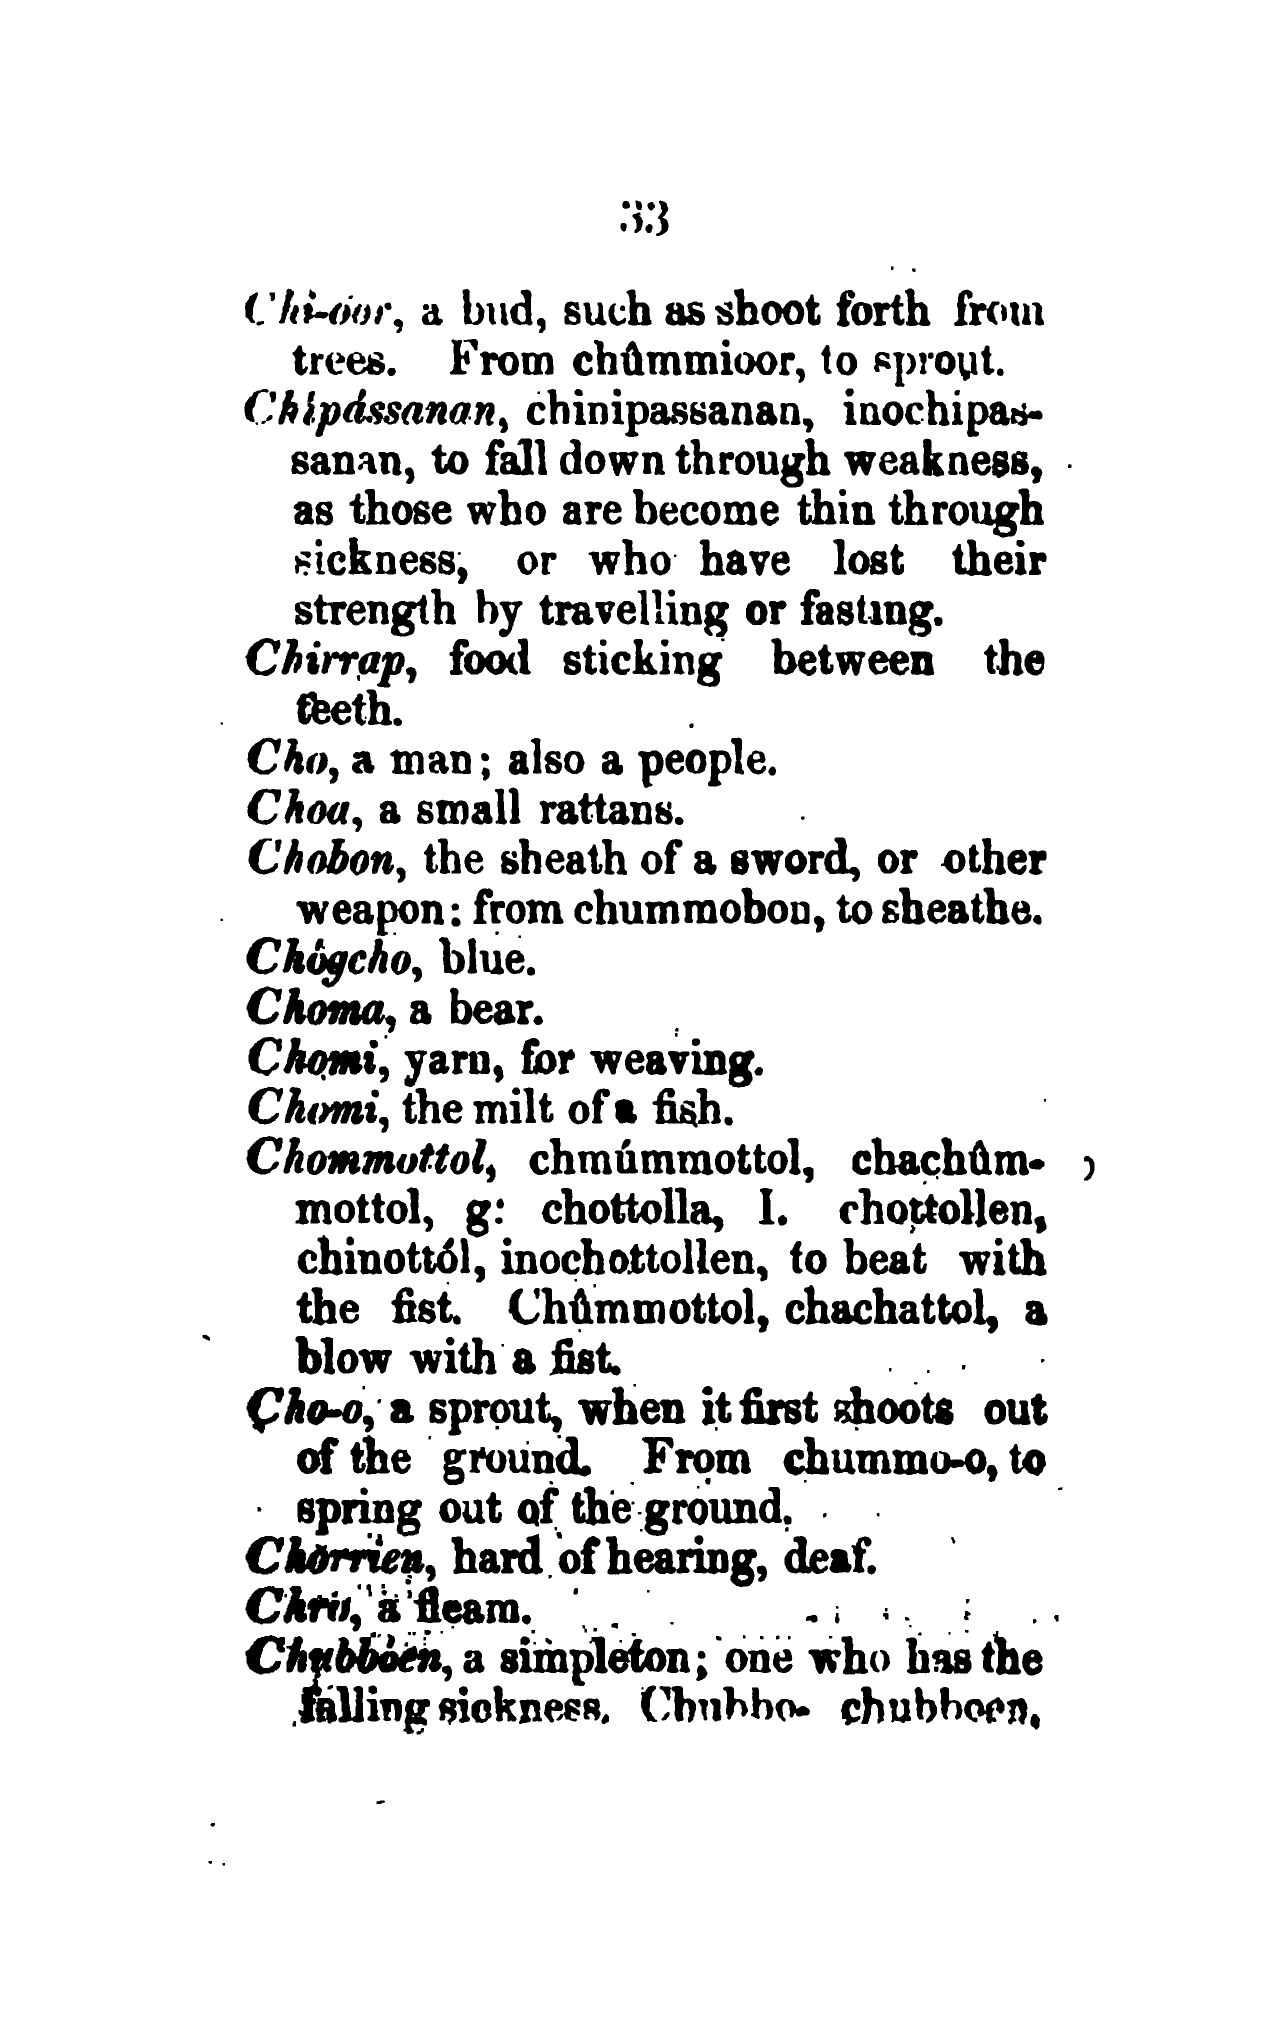 33
Chi-óor, a bud, such as shoot forth from
trees. From chûmmioor, to sprout.
Chipássanan, chinipassanan, inochipas-
sanan, to fall down through weakness,
as those who are become thin through
sickness, or who have lost their
strength by travelling or fasting.
Chirrap, food sticking between the
teeth.
Cho, a man; also a people.
Choa, a small rattans.
Chobon, the sheath of a sword, or other
weapon: from chummobon, to sheathe.
Chôgcho, blue.
Choma, a bear.
Chomi, yarn, for weaving.
Chomi, the milt of a fish.
Chommottol, chmúmmottol, chachûm-
mottol, g: chottolla, I. chottollen,
chinottól, inochottollen, to beat with
the fist. Chûmmottol, chachattol, a
blow with a fist.
Cho-o, a sprout, when it first shoots out
of the ground. From chummo-o, to
spring out of the ground.
Chorrien, hard of hearing, deaf.
a fleam.
Chubboen, a simpleton; one who has the
falling sickness. Chubbo- chubboen,